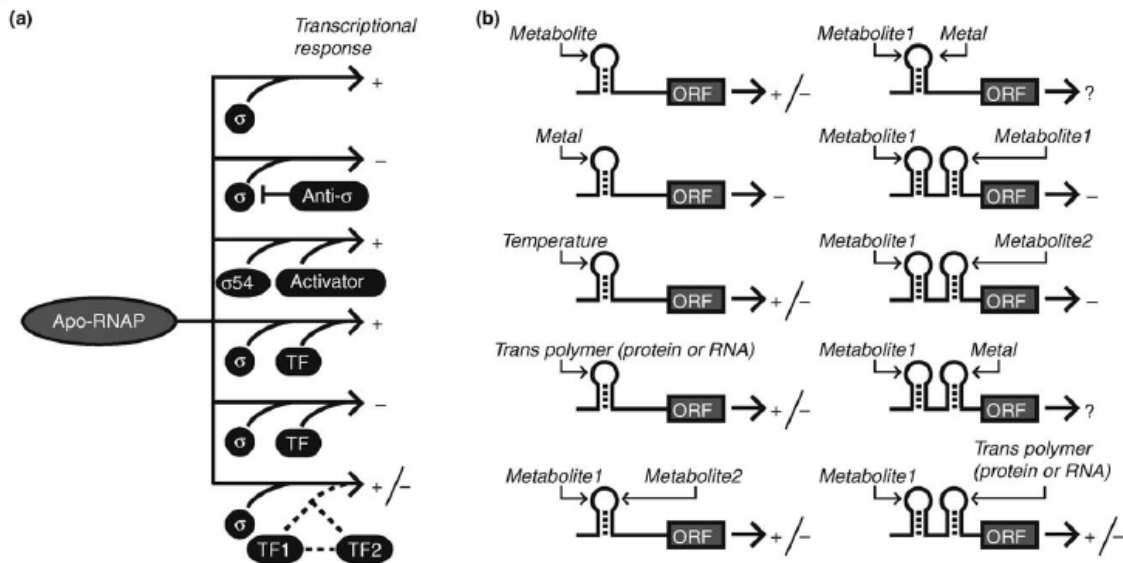 (a)
Transcriptional
response
+
σ
−
σ
Anti-σ
+
σ54
Activator
Apo-RNAP
+
σ
TF
−
σ
TF
+/−
σ
TF1
TF2
(b)
Metabolite
ORF
+/−
Metal
ORF
−
Temperature
ORF
+/−
Trans polymer (protein or RNA)
ORF
+/−
Metabolite1
Metabolite2
ORF
+/−
Metabolite1
Metal
ORF
?
Metabolite1
Metabolite1
ORF
−
Metabolite1
Metabolite2
ORF
−
Metabolite1
Metal
ORF
?
Trans polymer
(protein or RNA)
Metabolite1
ORF
+/−